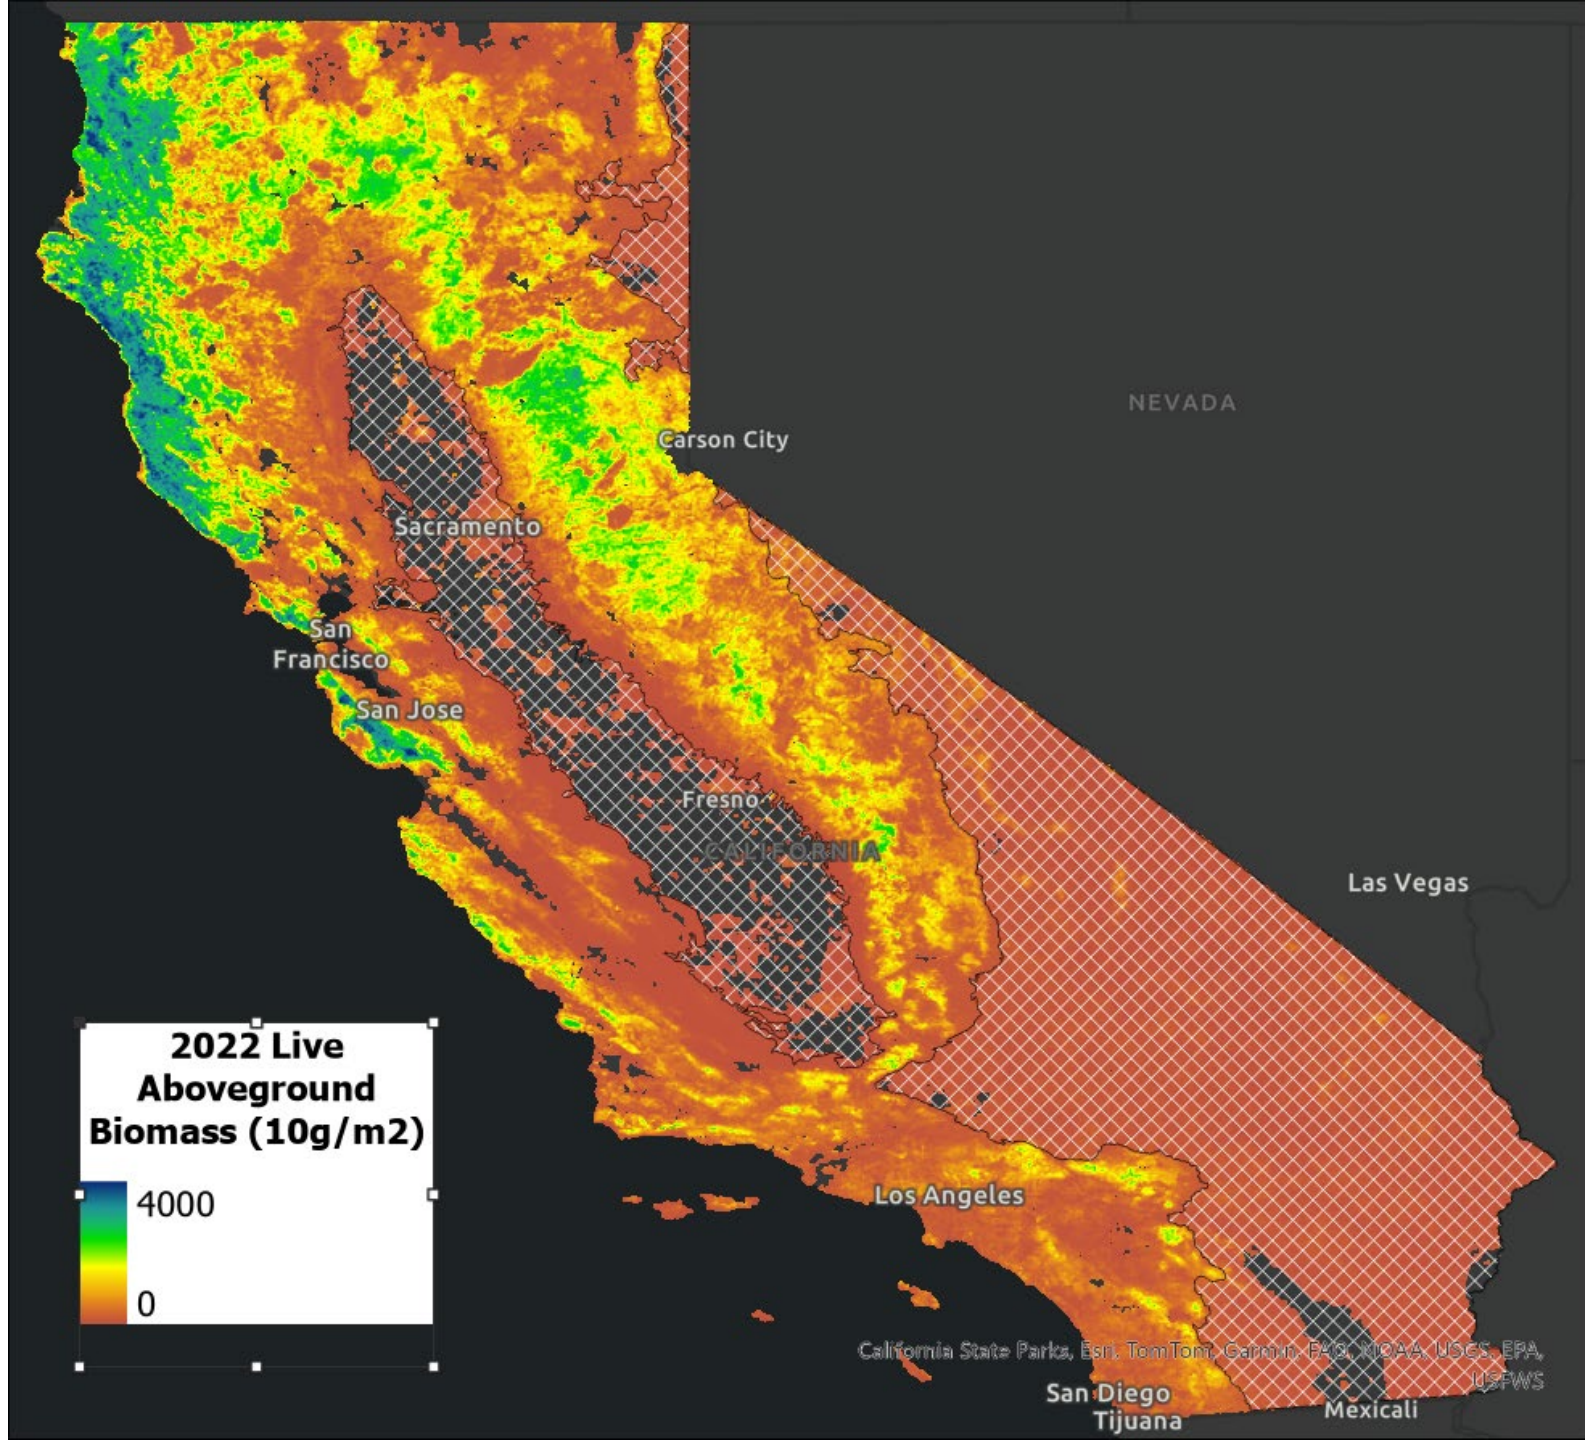 NEVADA
Carson City
Sacramento
San
Francisco
San Jose
Fresno
CALIFORNIA
Las Vegas
2022 Live
Aboveground
Biomass (10g/m2)
4000
0
Los Angeles
California State Parks, Esri, TomTom, Garmin, FAO, NOAA, USGS, EPA,
USFWS
San Diego
Tijuana
Mexicali